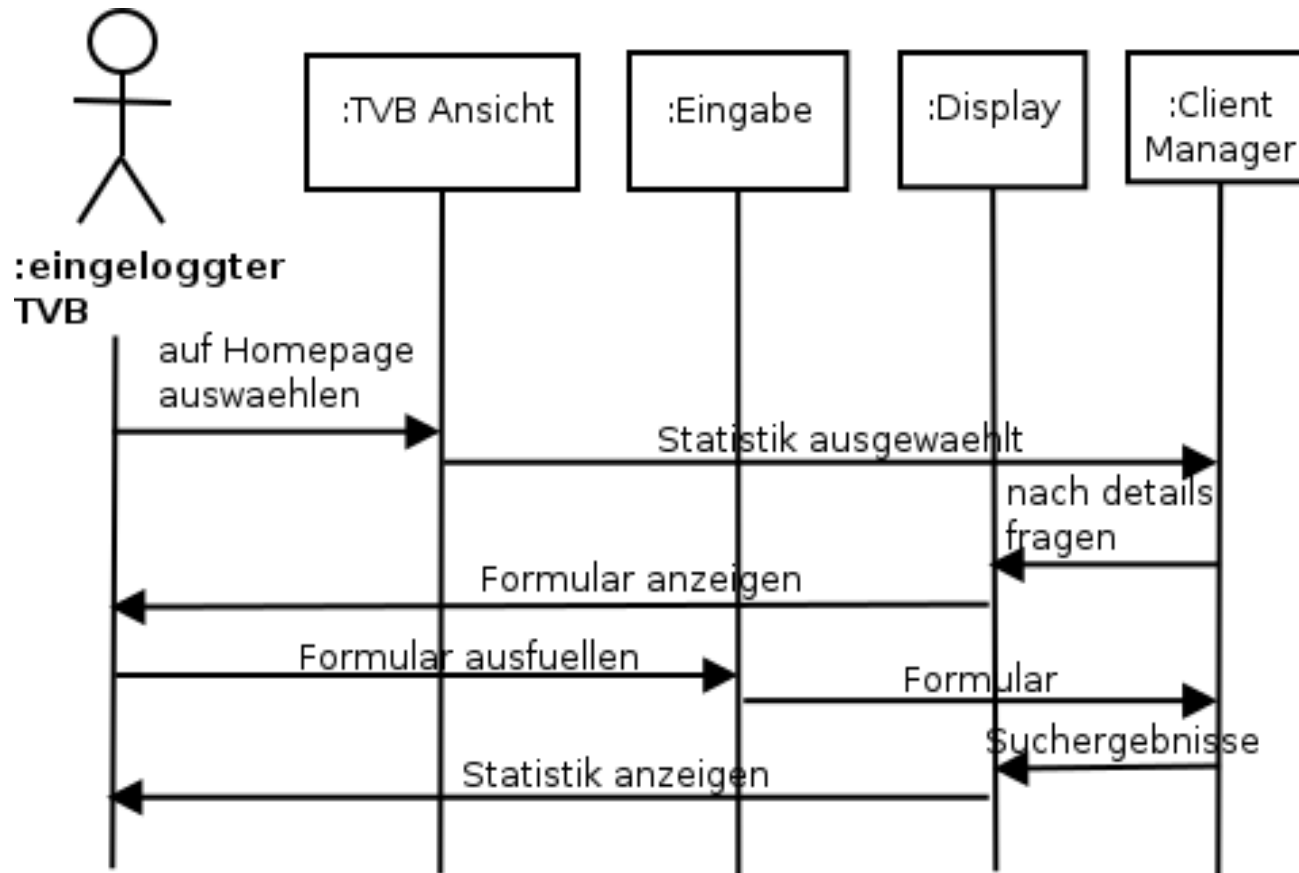 :TVB Ansicht
:Eingabe
:Display
:Client
Manager
:eingeloggter
TVB
auf Homepage
auswaehlen
Statistik ausgewaehlt
nach details
fragen
Formular anzeigen
Formular ausfuellen
Formular
Suchergebnisse
Statistik anzeigen